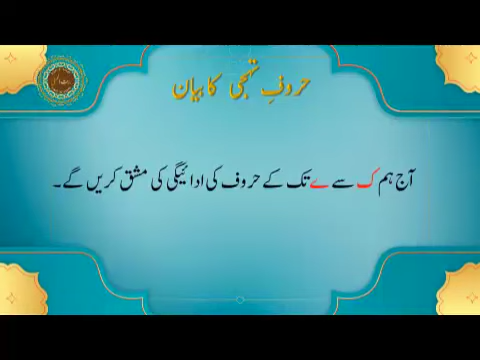 حروفِ تہجی کا بیان
آج ہم ک سے ے تک کے حروف کی ادائیگی کی مشق کریں گے۔